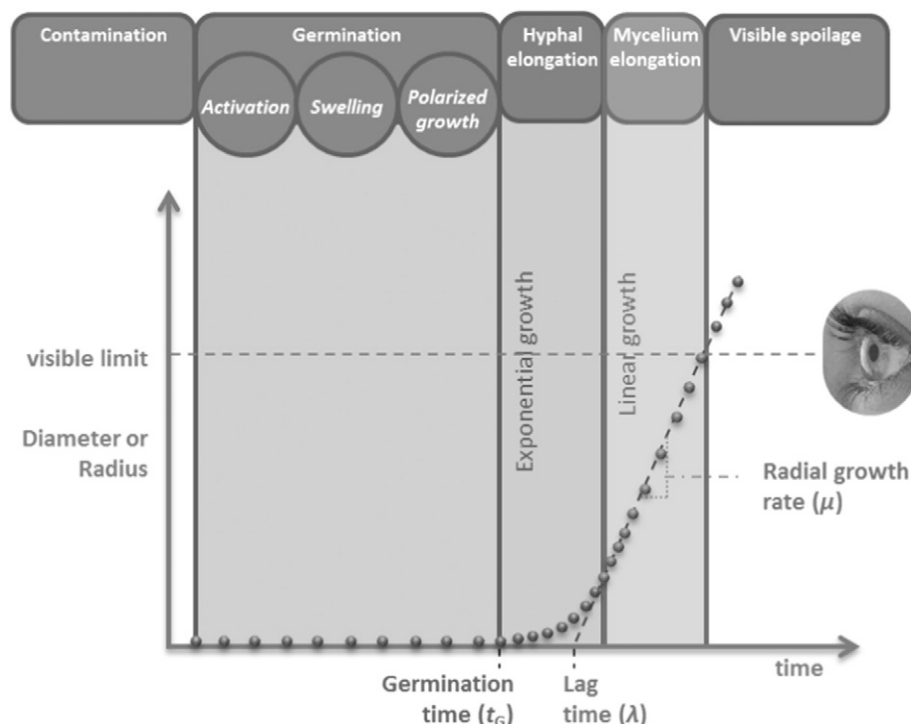 Contamination
Germination
Hyphal
elongation
Mycelium
elongation
Visible spoilage
Activation
Swelling
Polarized
growth
Exponential growth
Linear growth
visible limit
Diameter or
Radius
Radial growth
rate (μ)
time
Germination
time (tG)
Lag
time (λ)